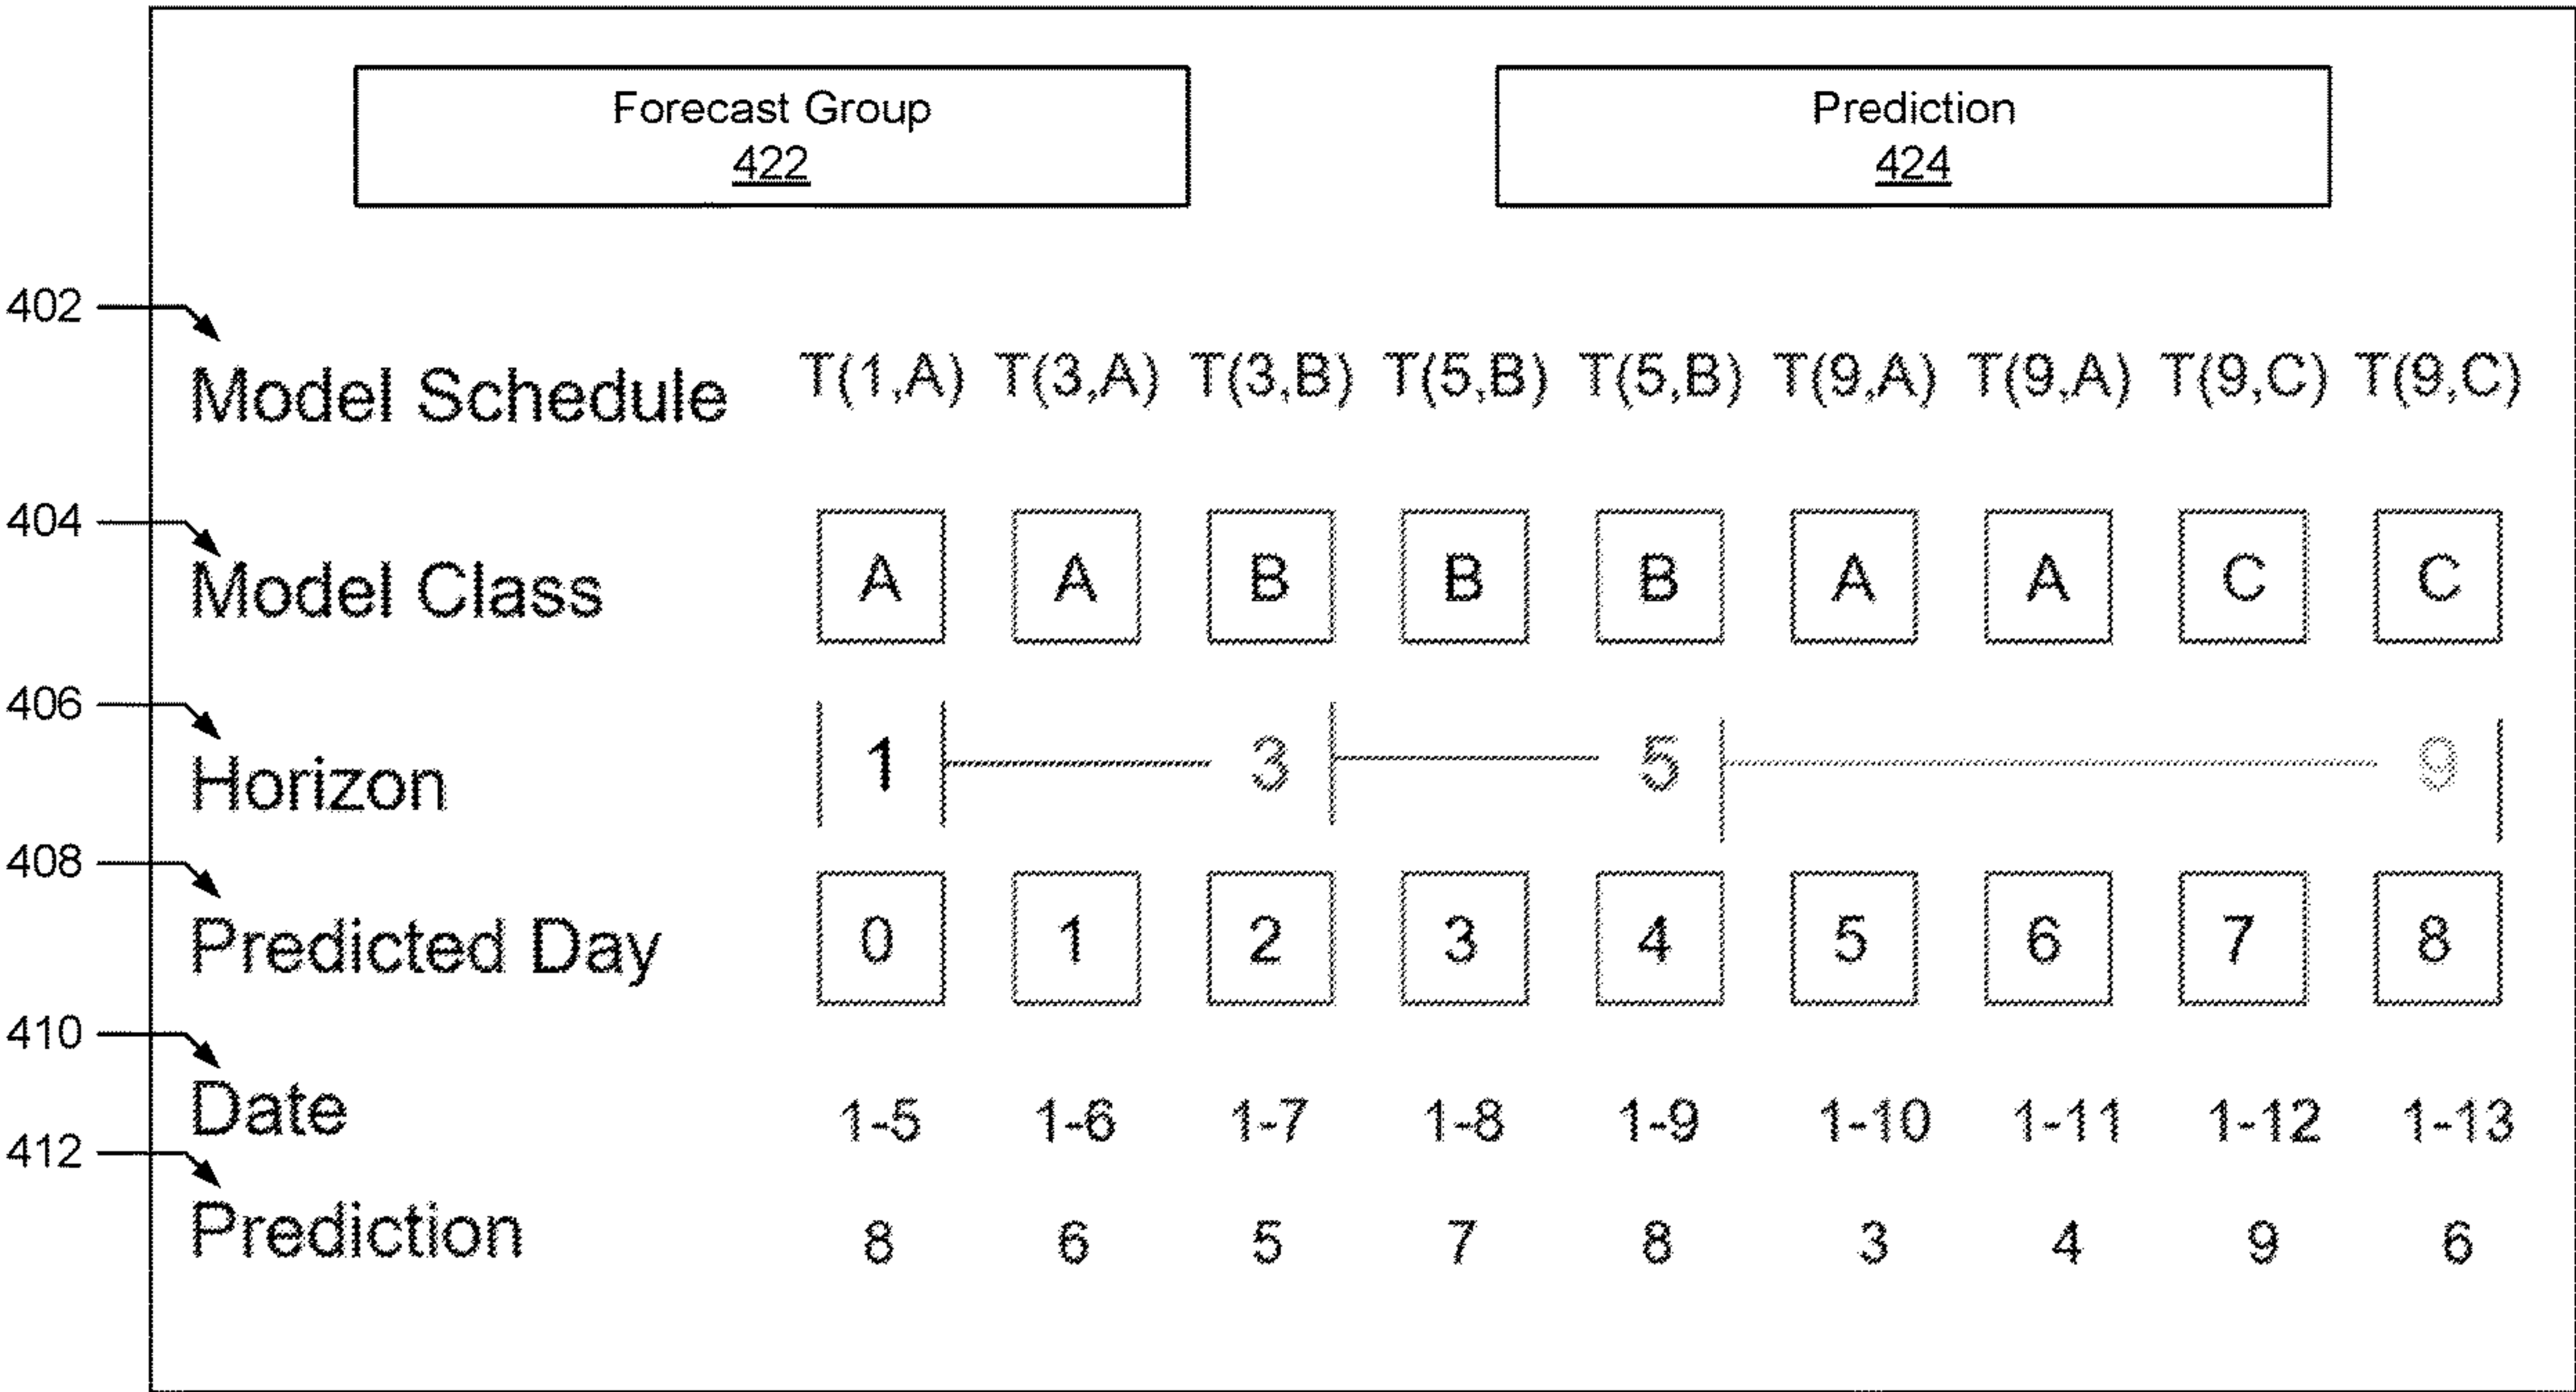 Forecast Group
422
Prediction
424
402
Model Schedule T(1,A) T(3,A) T(3,B) T(5,B) T(5,B) T(9,A) T(9,A) T(9,C) T(9,C)
404
Model Class A A B B B A A C C
406
Horizon 1 3 5 9
408
Predicted Day 0 1 2 3 4 5 6 7 8
410
Date 1-5 1-6 1-7 1-8 1-9 1-10 1-11 1-12 1-13
412
Prediction 8 6 5 7 8 3 4 9 6